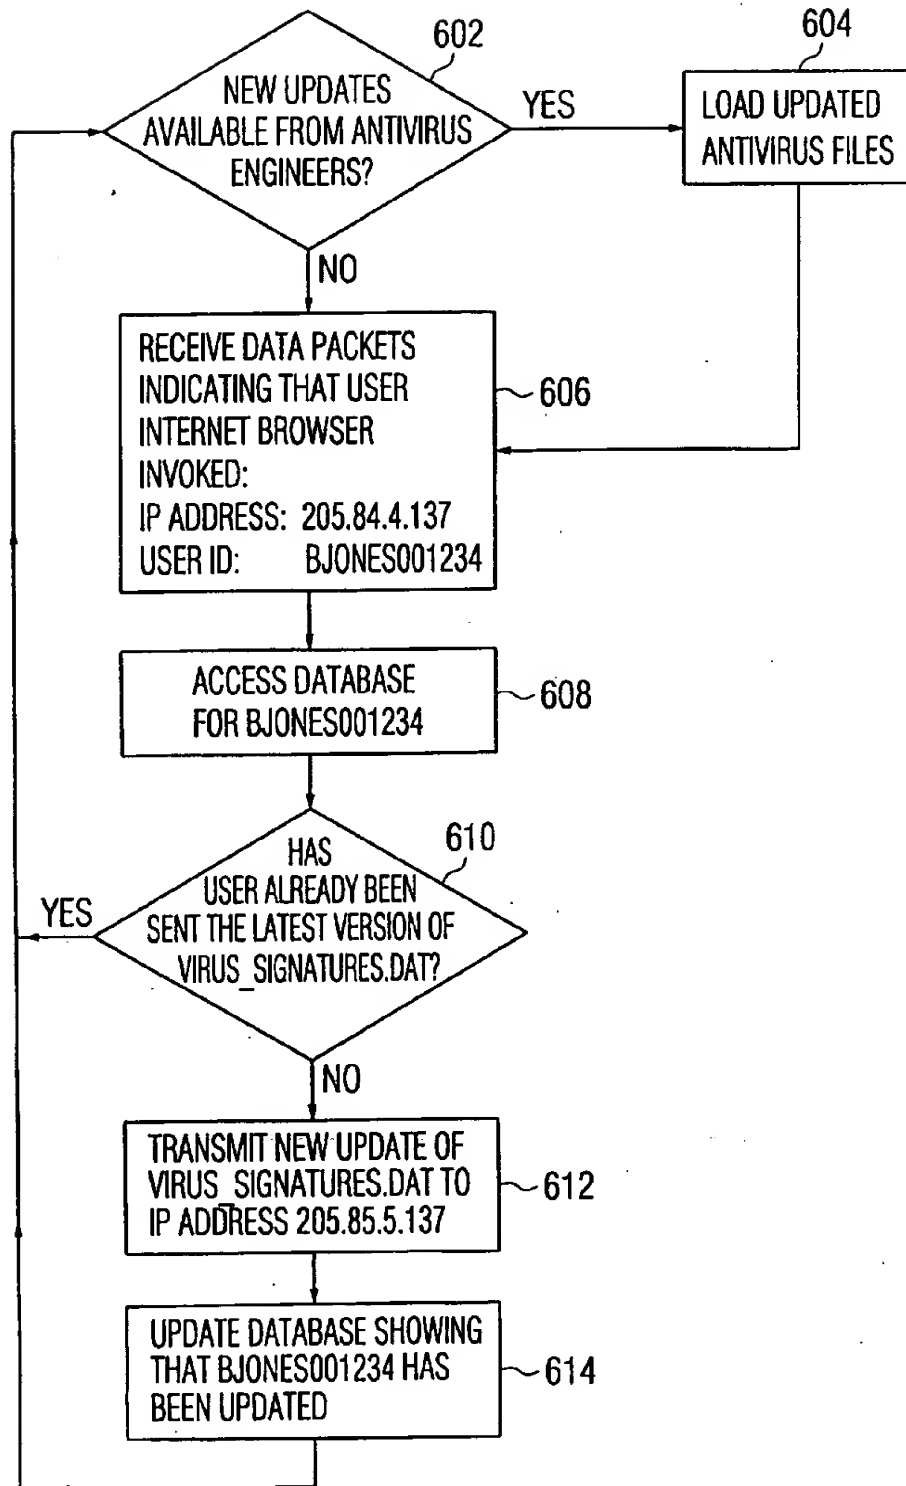 602
NEW UPDATES
AVAILABLE FROM ANTIVIRUS
ENGINEERS?
YES
604
LOAD UPDATED
ANTIVIRUS FILES
NO
RECEIVE DATA PACKETS
INDICATING THAT USER
INTERNET BROWSER
INVOKED:
IP ADDRESS: 205.84.4.137
USER ID: BJONES001234
606
ACCESS DATABASE
FOR BJONES001234
608
610
HAS
USER ALREADY BEEN
SENT THE LATEST VERSION OF
VIRUS_SIGNATURES.DAT?
YES
NO
TRANSMIT NEW UPDATE OF
VIRUS_SIGNATURES.DAT TO
IP ADDRESS 205.85.5.137
612
UPDATE DATABASE SHOWING
THAT BJONES001234 HAS
BEEN UPDATED
614